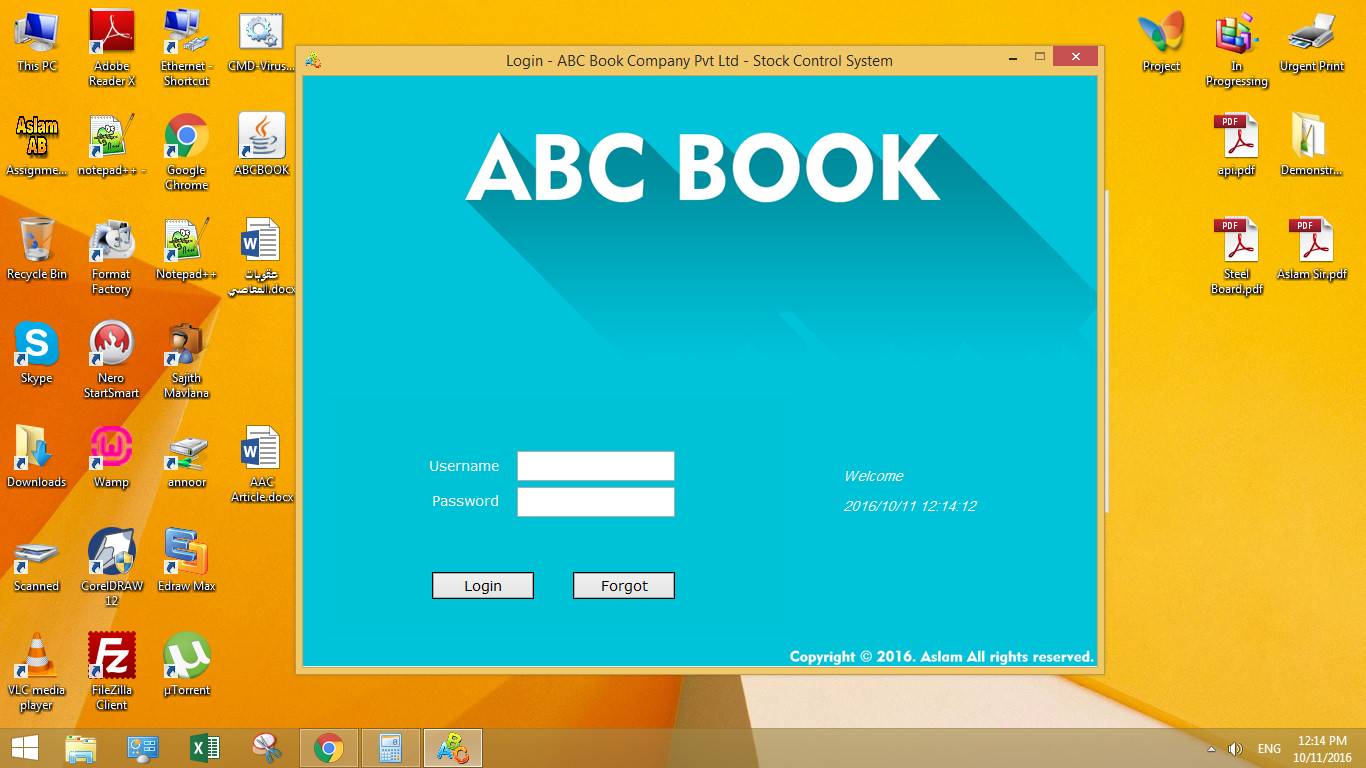 This PC
Adobe
Reader X
Ethernet -
Shortcut
CMD-Virus...
Aslam
AB
Assignme...
notepad++ -
Google
Chrome
ABCBOOK
Recycle Bin
Format
Factory
Notepad++
عقوبات
المعاصي.docx
Skype
Nero
StartSmart
Sajith
Mavlana
Downloads
Wamp
annoor
AAC
Article.docx
Scanned
CorelDRAW
12
Edraw Max
VLC media
player
FileZilla
Client
µTorrent
Login - ABC Book Company Pvt Ltd - Stock Control System
ABC BOOK
Username
Password
Welcome
2016/10/11 12:14:12
Login
Forgot
Copyright © 2016. Aslam All rights reserved.
Project
In
Progressing
Urgent Print
PDF
api.pdf
Demonstr...
PDF
Steel
Board.pdf
PDF
Aslam Sir.pdf
ENG
12:14 PM
10/11/2016